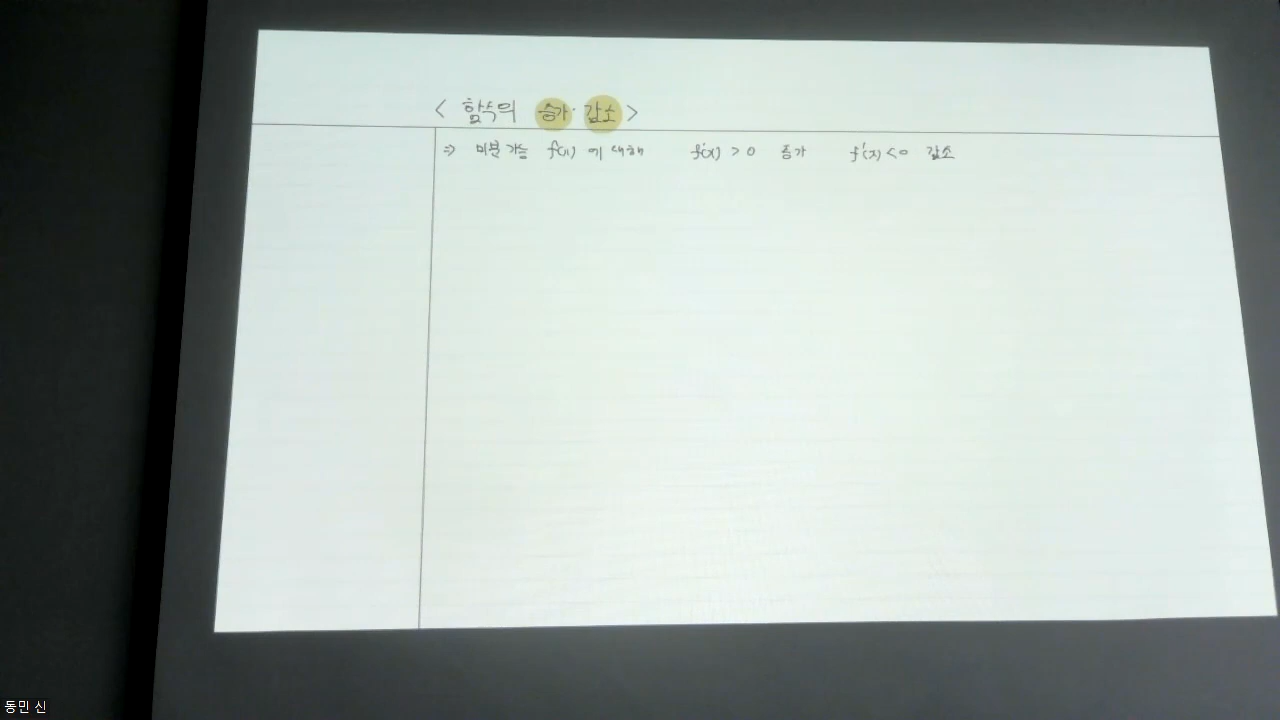 < 함수의 증가·감소 >
⇒ 미분가능 f(x) 에 대해 f'(x) > 0 증가 f'(x) < 0 감소
동민 신